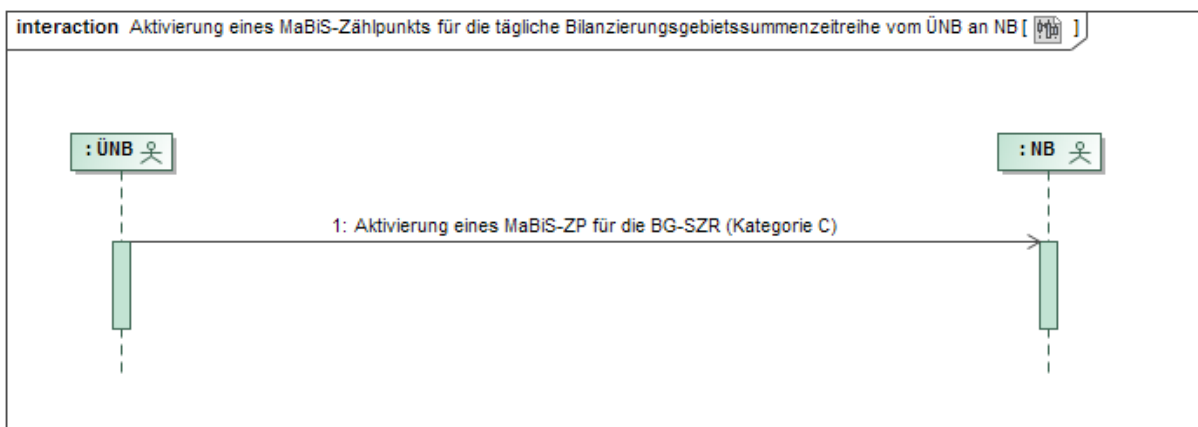 interaction Aktivierung eines MaBiS-Zählpunkts für die tägliche Bilanzierungsgebietssummenzeitreihe vom ÜNB an NB [ ]
: ÜNB
: NB
1: Aktivierung eines MaBiS-ZP für die BG-SZR (Kategorie C)